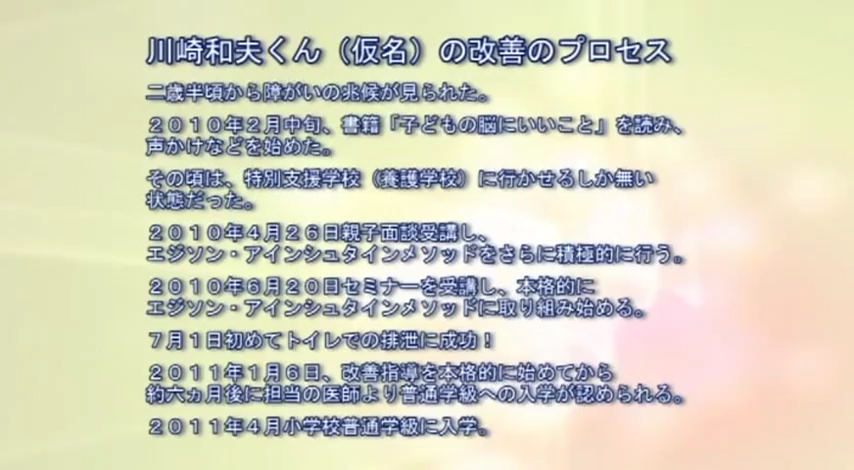 川崎和夫くん（仮名）の改善のプロセス
二歳半頃から障がいの兆候が見られた。
２０１０年２月中旬、書籍「子どもの脳にいいこと」を読み、
声かけなどを始めた。
その頃は、特別支援学校（養護学校）に行かせるしか無い
状態だった。
２０１０年４月２６日親子面談受講し、
エジソン・アインシュタインメソッドをさらに積極的に行う。
２０１０年６月２０日セミナーを受講し、本格的に
エジソン・アインシュタインメソッドに取り組み始める。
７月１日初めてトイレでの排泄に成功！
２０１１年１月６日、改善指導を本格的に始めてから
約六ヵ月後に担当の医師より普通学級への入学が認められる。
２０１１年４月小学校普通学級に入学。